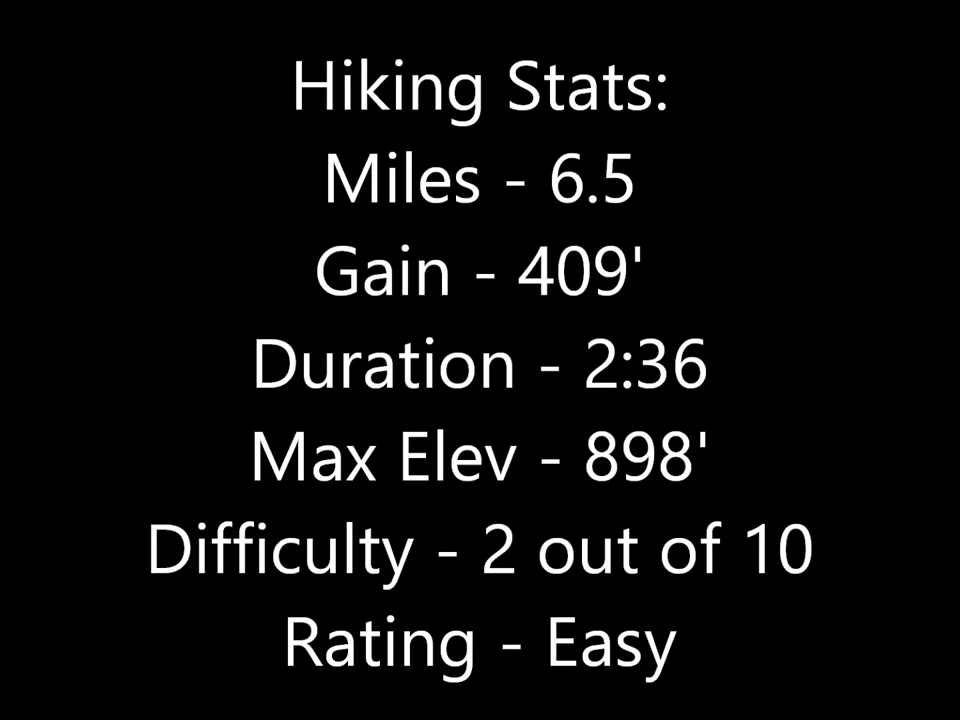 Hiking Stats:
Miles - 6.5
Gain - 409'
Duration - 2:36
Max Elev - 898'
Difficulty - 2 out of 10
Rating - Easy